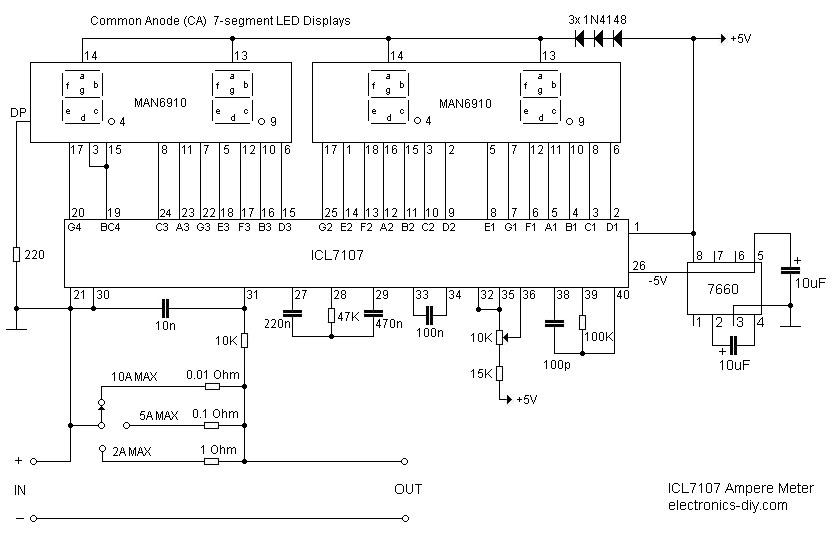 Common Anode (CA) 7-segment LED Displays
3x 1N4148
+5V
14 13 14 13
a a a a
f g b f g b f g b f g b
MAN6910 MAN6910
e d c e d c e d c e d c
DP 4 9 4 9
17 3 15 8 11 7 5 12 10 6 17 1 18 16 15 3 2 5 7 12 11 10 8 6
20 19 24 23 22 18 17 16 15 25 14 13 12 11 10 9 8 7 6 5 4 3 2
G4 BC4 C3 A3 G3 E3 F3 B3 D3 G2 E2 F2 A2 B2 C2 D2 E1 G1 F1 A1 B1 C1 D1
1
220 ICL7107
26 -5V
8 7 6 5
7660
+ 10uF
1 2 3 4
21 30 31 27 28 29 33 34 32 35 36 38 39 40
10n 220n 47K 470n 100n 10K 100p 100K
+ 10uF
10K
15K
+5V
10A MAX 0.01 Ohm
5A MAX 0.1 Ohm
2A MAX 1 Ohm
+
IN OUT
–
ICL7107 Ampere Meter
electronics-diy.com